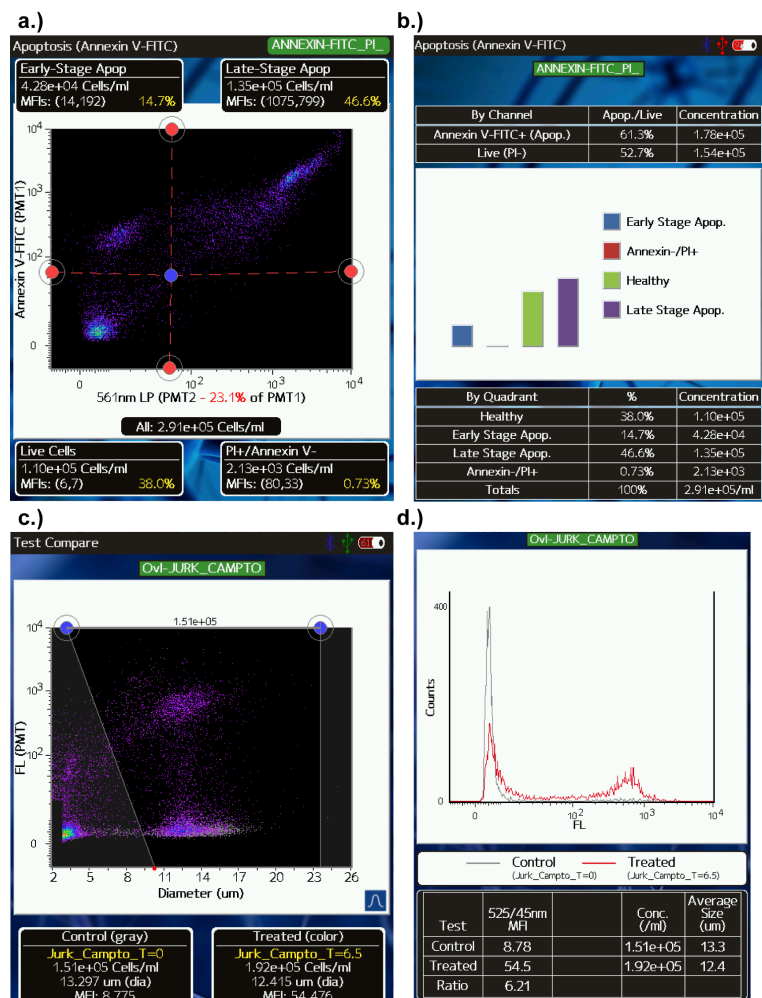 a.)
Apoptosis (Annexin V-FITC) ANNEXIN-FITC_PI_
Early-Stage Apop
4.28e+04 Cells/ml
MFIs: (14,192) 14.7%
Late-Stage Apop
1.35e+05 Cells/ml
MFIs: (1075,799) 46.6%
Annexin V-FITC (PMT1)
10^4
10^3
10^2
0
0 10^2 10^3 10^4
561nm LP (PMT2 - 23.1% of PMT1)
All: 2.91e+05 Cells/ml
Live Cells
1.10e+05 Cells/ml
MFIs: (6,7) 38.0%
PI+/Annexin V-
2.13e+03 Cells/ml
MFIs: (80,33) 0.73%
b.)
Apoptosis (Annexin V-FITC)
ANNEXIN-FITC_PI_
By Channel Apop./Live Concentration
Annexin V-FITC+ (Apop.) 61.3% 1.78e+05
Live (PI-) 52.7% 1.54e+05
Early Stage Apop.
Annexin-/PI+
Healthy
Late Stage Apop.
By Quadrant % Concentration
Healthy 38.0% 1.10e+05
Early Stage Apop. 14.7% 4.28e+04
Late Stage Apop. 46.6% 1.35e+05
Annexin-/PI+ 0.73% 2.13e+03
Totals 100% 2.91e+05/ml
c.)
Test Compare
Ovl-JURK_CAMPTO
1.51e+05
FL (PMT)
10^4
10^3
10^2
0
2 5 8 11 14 17 20 23 26
Diameter (um)
Control (gray)
Jurk_Campto_T=0
1.51e+05 Cells/ml
13.297 um (dia)
MFI: 8.775
Treated (color)
Jurk_Campto_T=6.5
1.92e+05 Cells/ml
12.415 um (dia)
MFI: 54.476
d.)
Ovl-JURK_CAMPTO
Counts
400
0
0 10^2 10^3 10^4
FL
Control
(Jurk_Campto_T=0)
Treated
(Jurk_Campto_T=6.5)
Test 525/45nm MFI Conc. (/ml) Average Size (um)
Control 8.78 1.51e+05 13.3
Treated 54.5 1.92e+05 12.4
Ratio 6.21